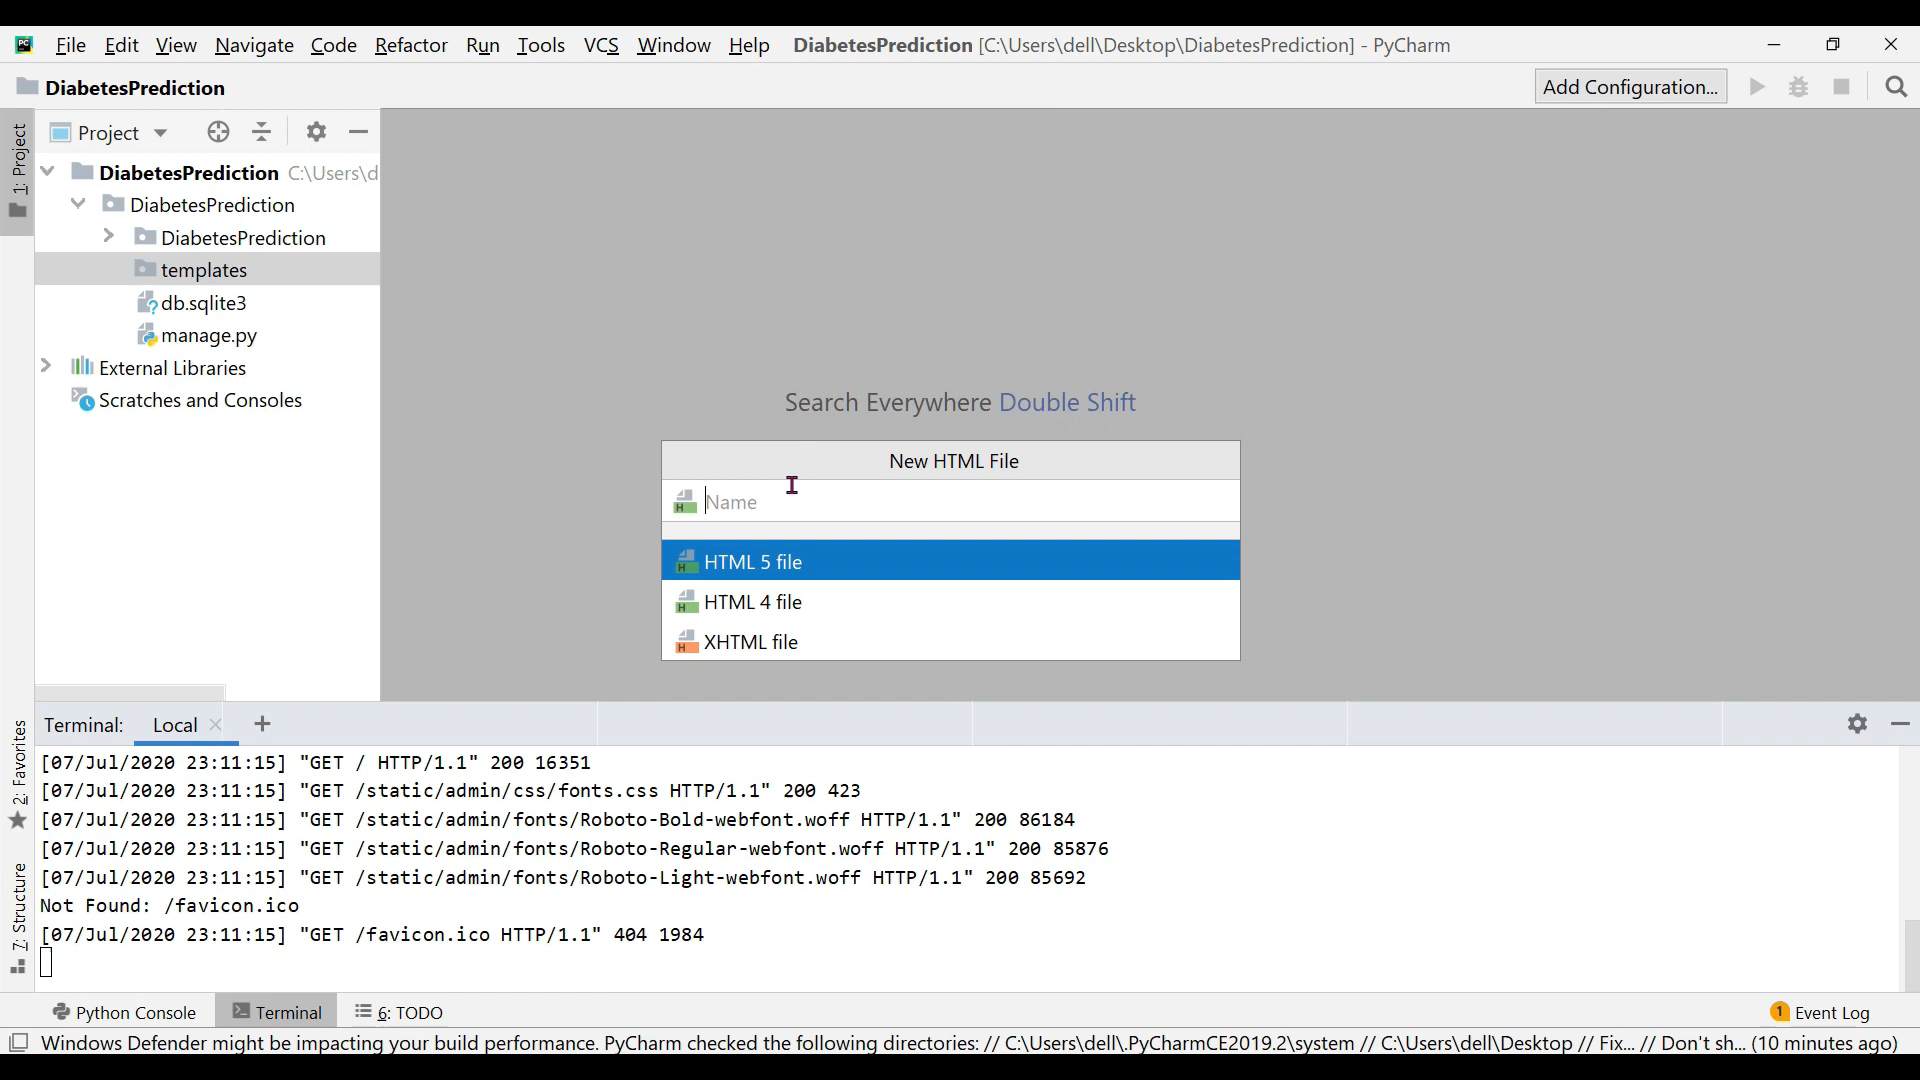 File Edit View Navigate Code Refactor Run Tools VCS Window Help DiabetesPrediction [C:\Users\dell\Desktop\DiabetesPrediction] - PyCharm
DiabetesPrediction
Add Configuration...
1: Project
Project
DiabetesPrediction C:\Users\d
DiabetesPrediction
DiabetesPrediction
templates
db.sqlite3
manage.py
External Libraries
Scratches and Consoles
Search Everywhere Double Shift
New HTML File
Name
HTML 5 file
HTML 4 file
XHTML file
2: Favorites
7: Structure
Terminal: Local
[07/Jul/2020 23:11:15] "GET / HTTP/1.1" 200 16351
[07/Jul/2020 23:11:15] "GET /static/admin/css/fonts.css HTTP/1.1" 200 423
[07/Jul/2020 23:11:15] "GET /static/admin/fonts/Roboto-Bold-webfont.woff HTTP/1.1" 200 86184
[07/Jul/2020 23:11:15] "GET /static/admin/fonts/Roboto-Regular-webfont.woff HTTP/1.1" 200 85876
[07/Jul/2020 23:11:15] "GET /static/admin/fonts/Roboto-Light-webfont.woff HTTP/1.1" 200 85692
Not Found: /favicon.ico
[07/Jul/2020 23:11:15] "GET /favicon.ico HTTP/1.1" 404 1984
Python Console Terminal 6: TODO 1 Event Log
Windows Defender might be impacting your build performance. PyCharm checked the following directories: // C:\Users\dell\.PyCharmCE2019.2\system // C:\Users\dell\Desktop // Fix... // Don't sh... (10 minutes ago)